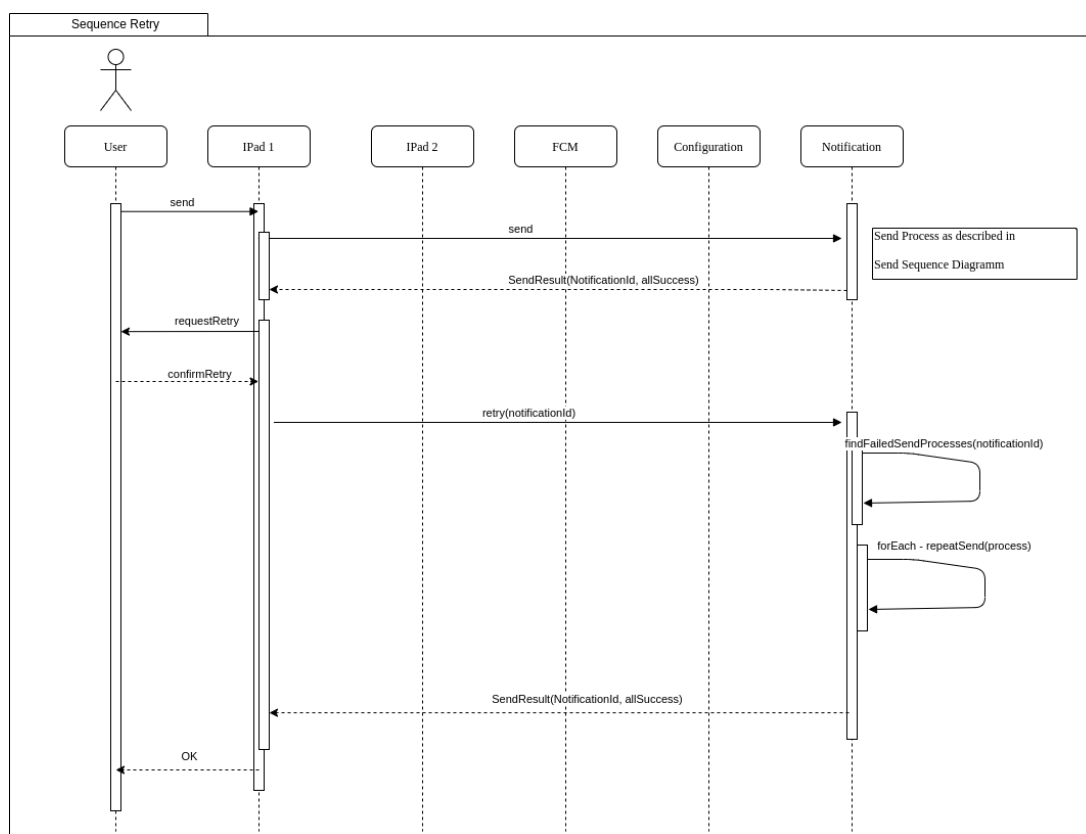 Sequence Retry
User
IPad 1
IPad 2
FCM
Configuration
Notification
send
send
Send Process as described in
Send Sequence Diagramm
SendResult(NotificationId, allSuccess)
requestRetry
confirmRetry
retry(notificationId)
findFailedSendProcesses(notificationId)
forEach - repeatSend(process)
SendResult(NotificationId, allSuccess)
OK